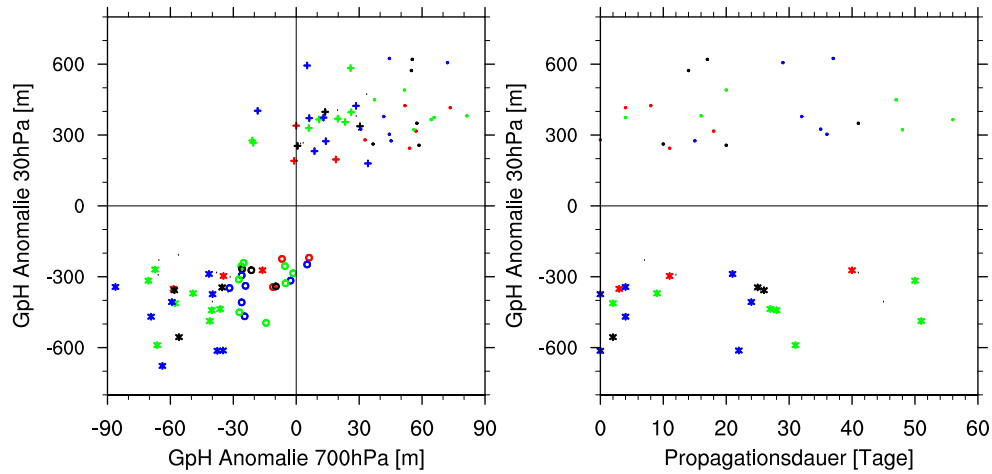 GpH Anomalie 30hPa [m]
600
300
0
-300
-600
-90 -60 -30 0 30 60 90
GpH Anomalie 700hPa [m]
GpH Anomalie 30hPa [m]
600
300
0
-300
-600
0 10 20 30 40 50 60
Propagationsdauer [Tage]